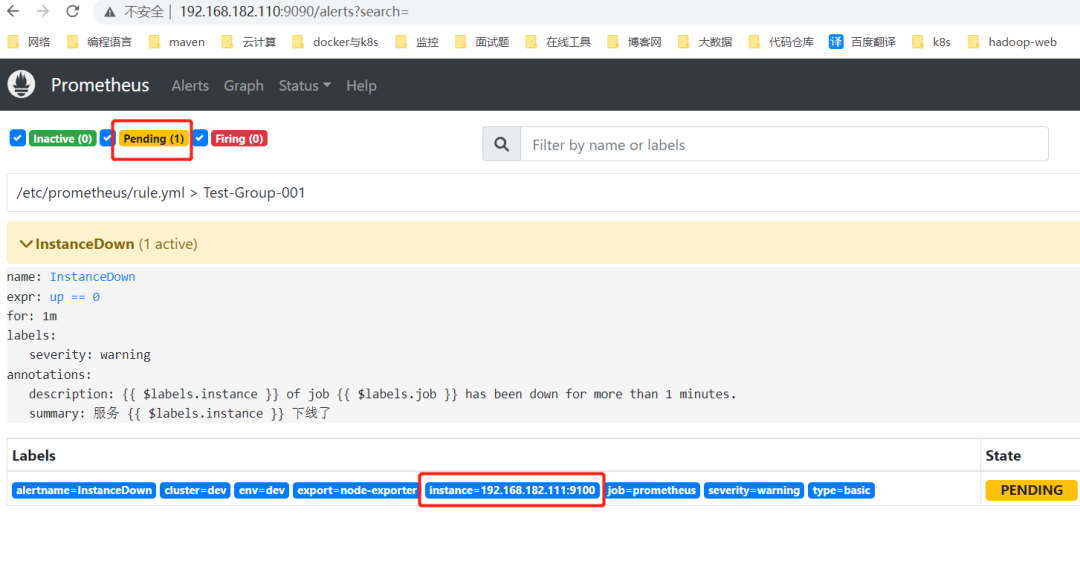 不安全 | 192.168.182.110:9090/alerts?search=
网络 编程语言 maven 云计算 docker与k8s 监控 面试题 在线工具 博客网 大数据 代码仓库 译 百度翻译 k8s hadoop-web
Prometheus Alerts Graph Status Help
Inactive (0) Pending (1) Firing (0) Filter by name or labels
/etc/prometheus/rule.yml > Test-Group-001
InstanceDown (1 active)
name: InstanceDown
expr: up == 0
for: 1m
labels:
severity: warning
annotations:
description: {{ $labels.instance }} of job {{ $labels.job }} has been down for more than 1 minutes.
summary: 服务 {{ $labels.instance }} 下线了
Labels State
alertname=InstanceDown cluster=dev env=dev export=node-exporter instance=192.168.182.111:9100 job=prometheus severity=warning type=basic PENDING